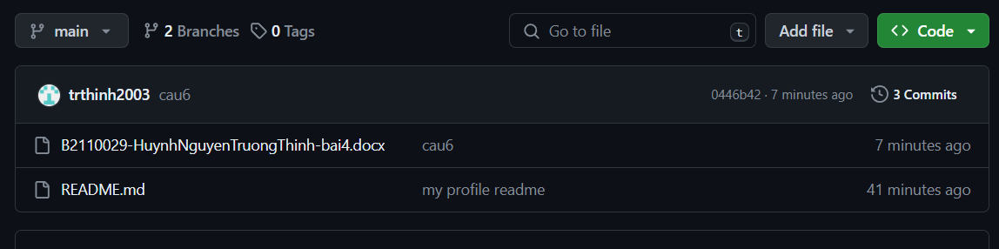 main 2 Branches 0 Tags Go to file t Add file Code
trthinh2003 cau6 0446b42 · 7 minutes ago 3 Commits
B2110029-HuynhNguyenTruongThinh-bai4.docx cau6 7 minutes ago
README.md my profile readme 41 minutes ago